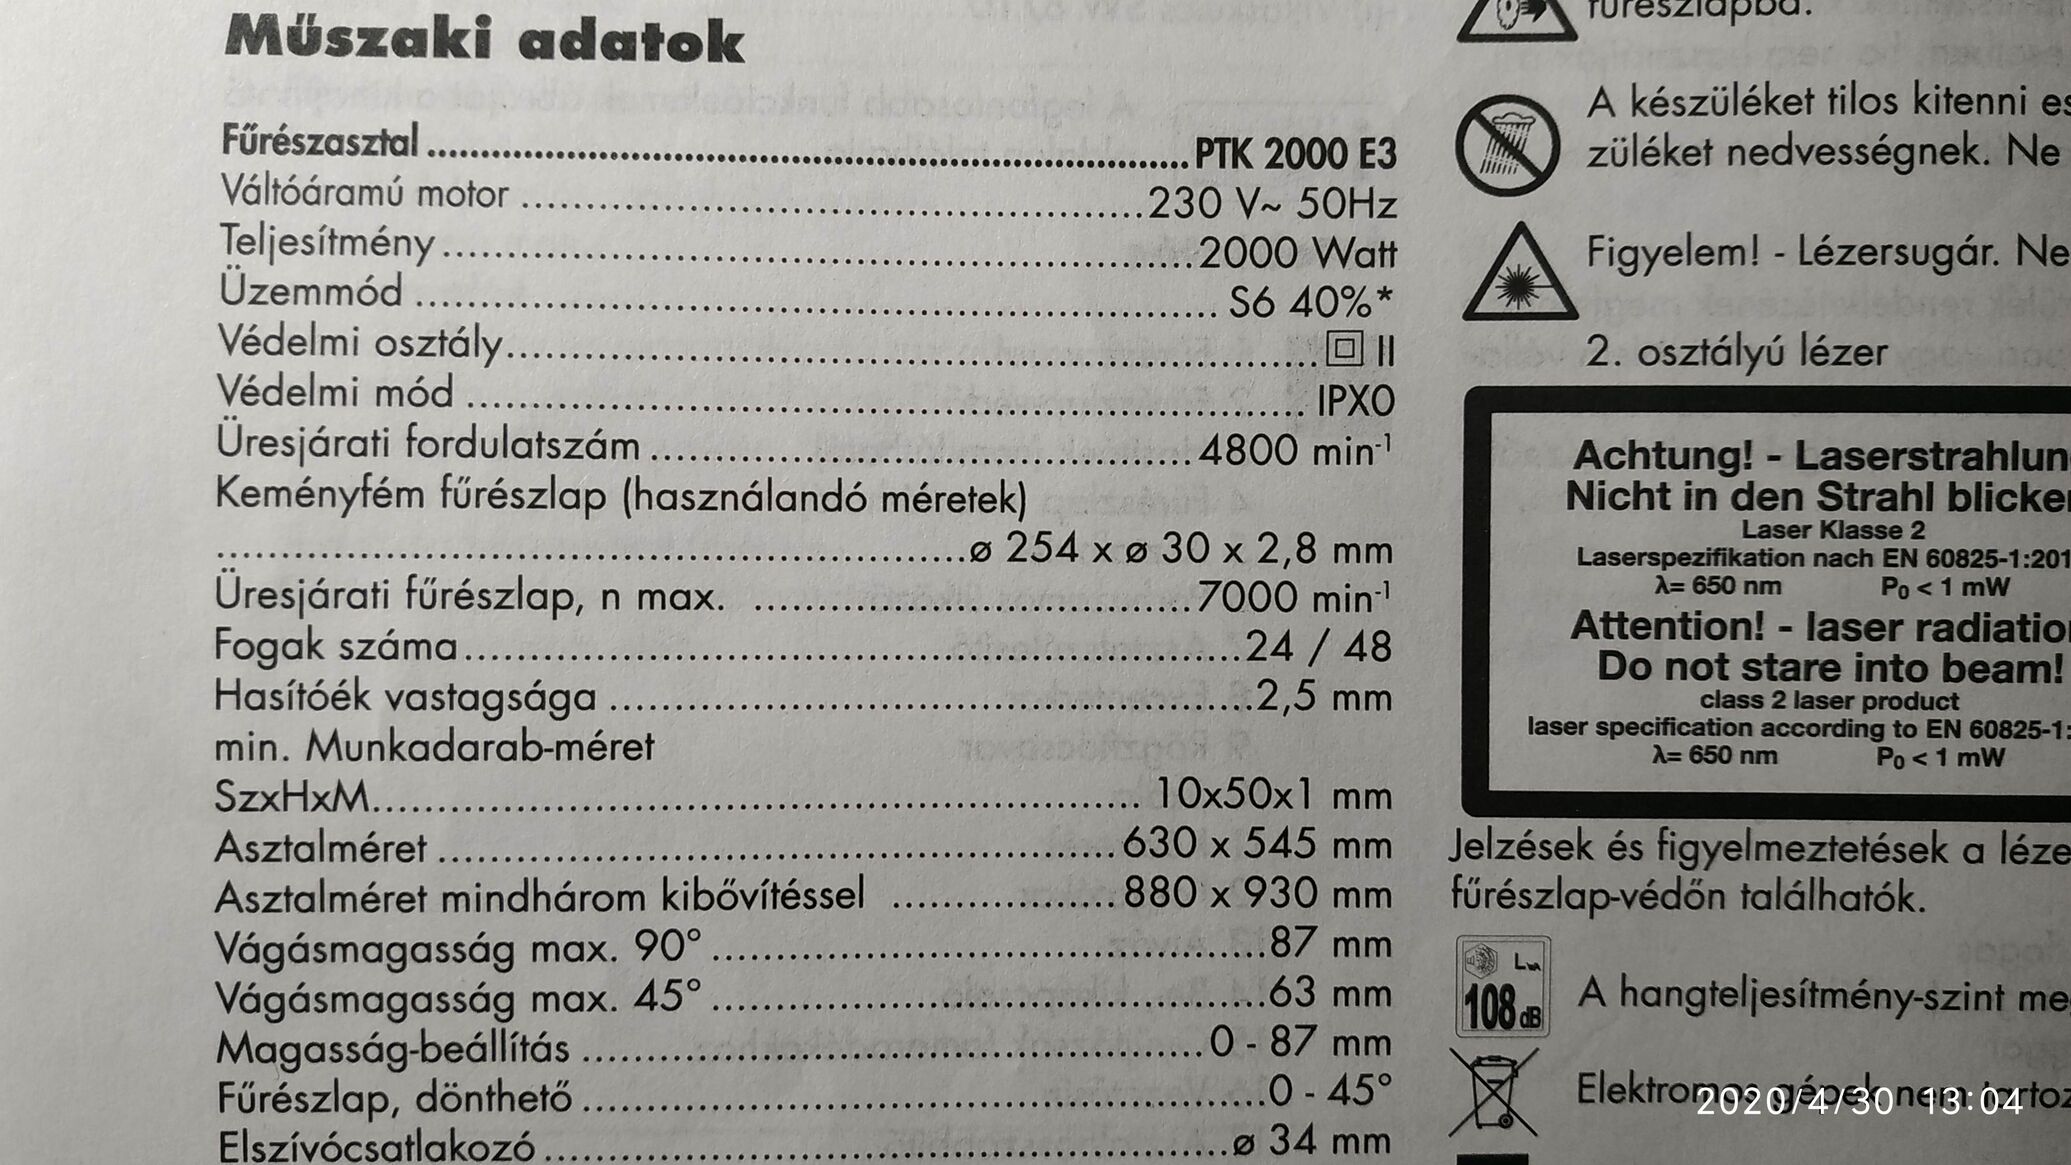 Műszaki adatok
Fűrészasztal ........ PTK 2000 E3
Váltóáramú motor ........ 230 V~ 50Hz
Teljesítmény ........ 2000 Watt
Üzemmód ........ S6 40%*
Védelmi osztály ........ II
Védelmi mód ........ IPX0
Üresjárati fordulatszám ........ 4800 min-1
Keményfém fűrészlap (használandó méretek)
........ ø 254 x ø 30 x 2,8 mm
Üresjárati fűrészlap, n max. ........ 7000 min-1
Fogak száma ........ 24 / 48
Hasítóék vastagsága ........ 2,5 mm
min. Munkadarab-méret
SzxHxM ........ 10x50x1 mm
Asztalméret ........ 630 x 545 mm
Asztalméret mindhárom kibővítéssel ........ 880 x 930 mm
Vágásmagasság max. 90° ........ 87 mm
Vágásmagasság max. 45° ........ 63 mm
Magasság-beállítás ........ 0 - 87 mm
Fűrészlap, dönthető ........ 0 - 45°
Elszívócsatlakozó ........ ø 34 mm
fűrészlapba.
A készüléket tilos kitenni es
züléket nedvességnek. Ne
Figyelem! - Lézersugár. Ne
2. osztályú lézer
Achtung! - Laserstrahlun
Nicht in den Strahl blicke
Laser Klasse 2
Laserspezifikation nach EN 60825-1:201
λ= 650 nm P0 < 1 mW
Attention! - laser radiatio
Do not stare into beam!
class 2 laser product
laser specification according to EN 60825-1:
λ= 650 nm P0 < 1 mW
Jelzések és figyelmeztetések a léze
fűrészlap-védőn találhatók.
LWA
108 dB
A hangteljesítmény-szint me
Elektromos gépek nem tartoz
2020/4/30 13:04